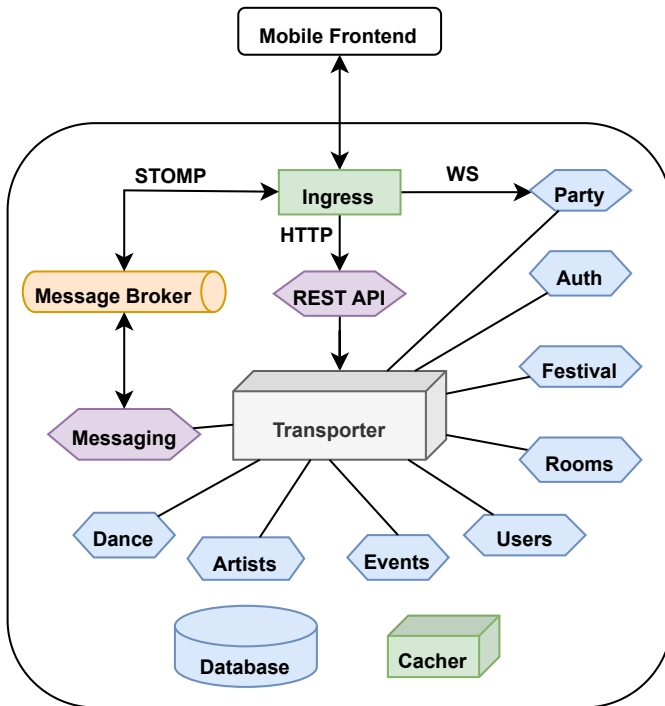 Mobile Frontend
STOMP
WS
Ingress
Party
HTTP
Auth
Message Broker
REST API
Festival
Transporter
Messaging
Rooms
Dance
Users
Artists
Events
Database
Cacher